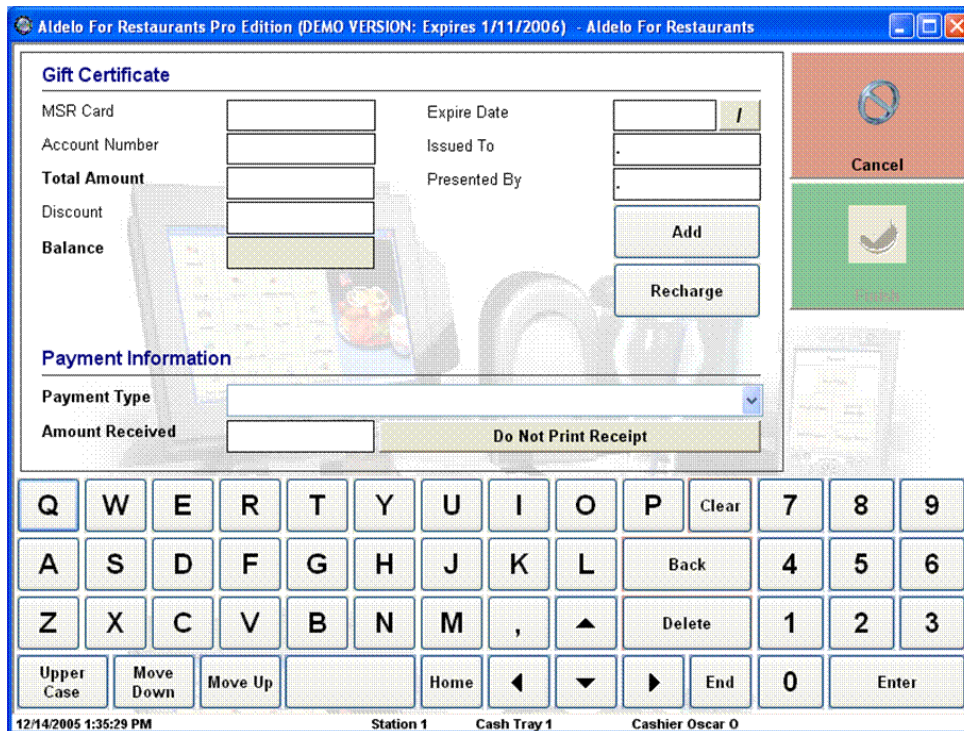 Aldelo For Restaurants Pro Edition (DEMO VERSION: Expires 1/11/2006) - Aldelo For Restaurants
Gift Certificate
MSR Card
Expire Date
/
Account Number
Issued To
.
Total Amount
Presented By
.
Discount
Add
Balance
Recharge
Cancel
Finish
Payment Information
Payment Type
Amount Received
Do Not Print Receipt
Q W E R T Y U I O P Clear 7 8 9
A S D F G H J K L Back 4 5 6
Z X C V B N M , Delete 1 2 3
Upper Case Move Down Move Up Home End 0 Enter
12/14/2005 1:35:29 PM Station 1 Cash Tray 1 Cashier Oscar O